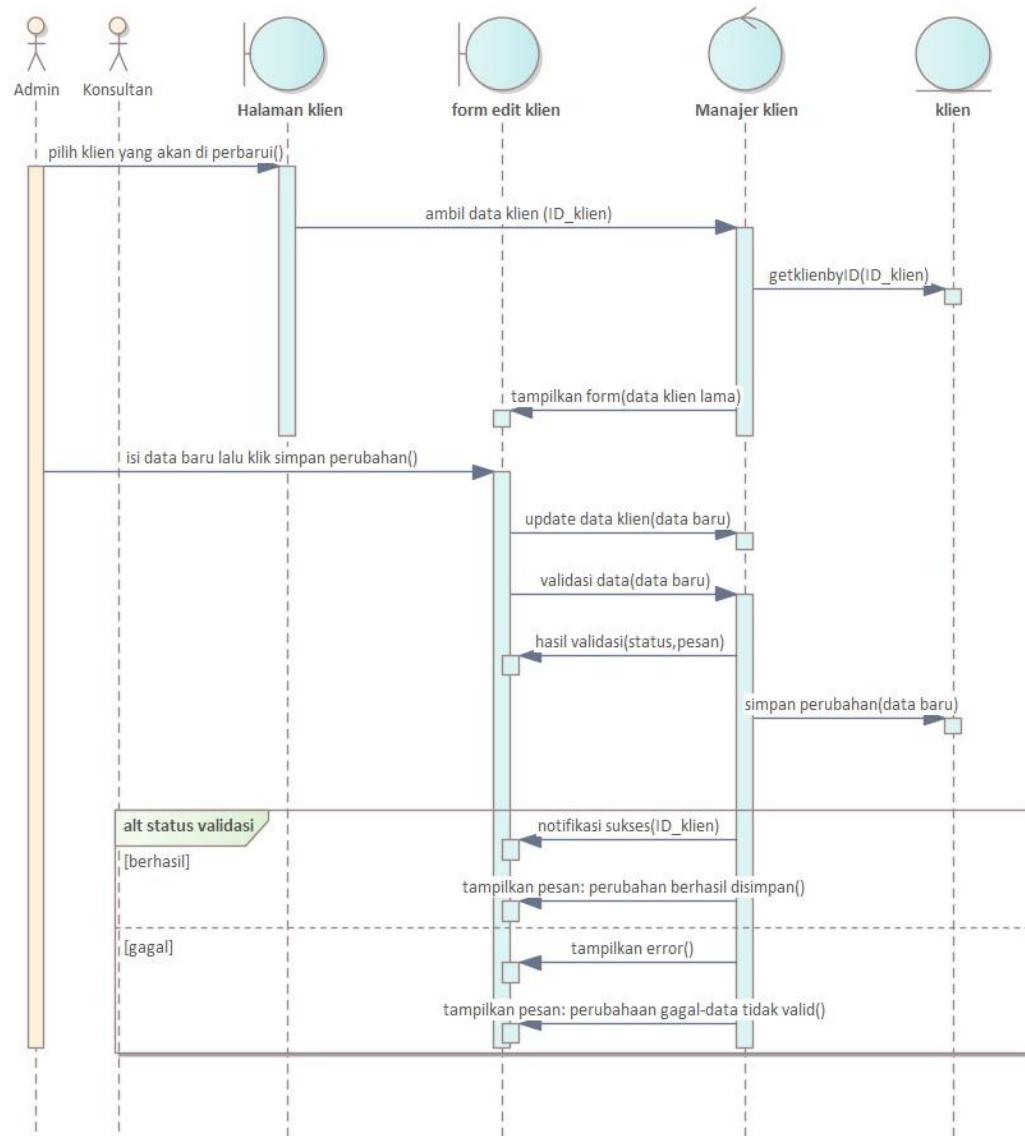 Admin
Konsultan
Halaman klien
form edit klien
Manajer klien
klien
pilih klien yang akan di perbarui()
ambil data klien (ID_klien)
getklienbyID(ID_klien)
tampilkan form(data klien lama)
isi data baru lalu klik simpan perubahan()
update data klien(data baru)
validasi data(data baru)
hasil validasi(status,pesan)
simpan perubahan(data baru)
alt status validasi
notifikasi sukses(ID_klien)
[berhasil]
tampilkan pesan: perubahan berhasil disimpan()
[gagal]
tampilkan error()
tampilkan pesan: perubahaan gagal-data tidak valid()